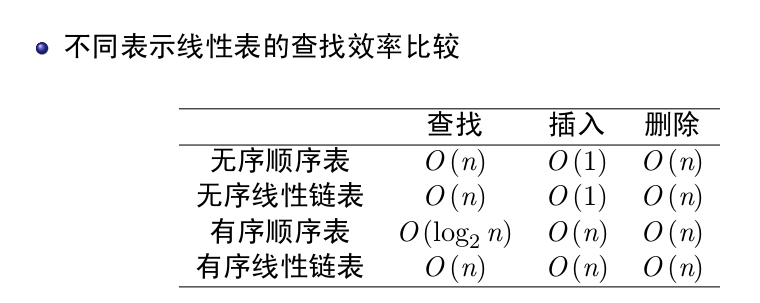 不同表示线性表的查找效率比较
查找 插入 删除
无序顺序表 O(n) O(1) O(n)
无序线性链表 O(n) O(1) O(n)
有序顺序表 O(log₂ n) O(n) O(n)
有序线性链表 O(n) O(n) O(n)